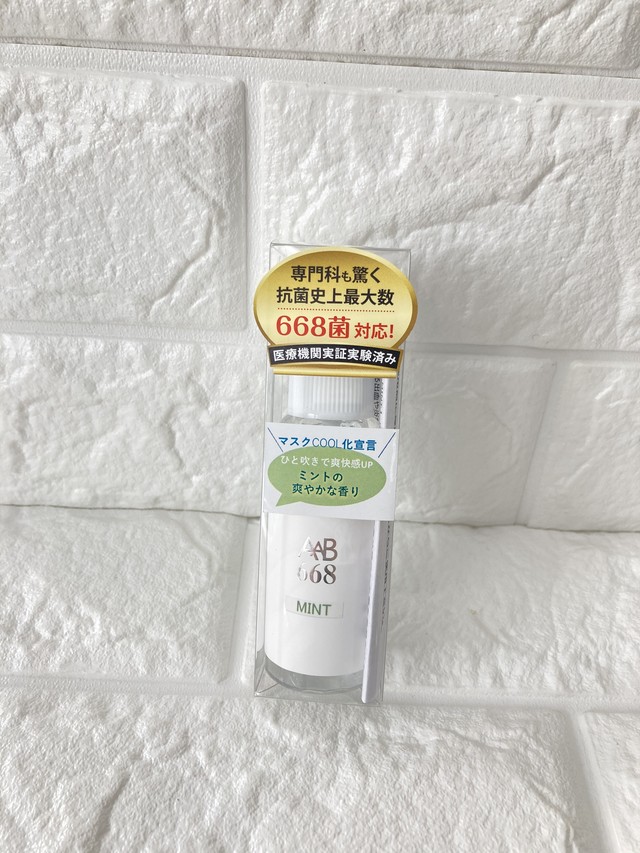 専門科も驚く
抗菌史上最大数
668菌 対応!
医療機関実証実験済み
マスクCOOL化宣言
ひと吹きで爽快感UP
ミントの
爽やかな香り
AAB
668
MINT